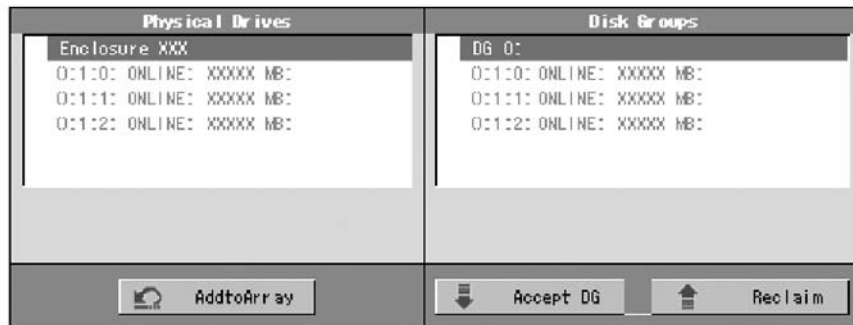 Physical Drives
Enclosure XXX
0:1:0: ONLINE: XXXXX MB:
0:1:1: ONLINE: XXXXX MB:
0:1:2: ONLINE: XXXXX MB:
AddtoArray
Disk Groups
DG 0:
0:1:0: ONLINE: XXXXX MB:
0:1:1: ONLINE: XXXXX MB:
0:1:2: ONLINE: XXXXX MB:
Accept DG
Reclaim